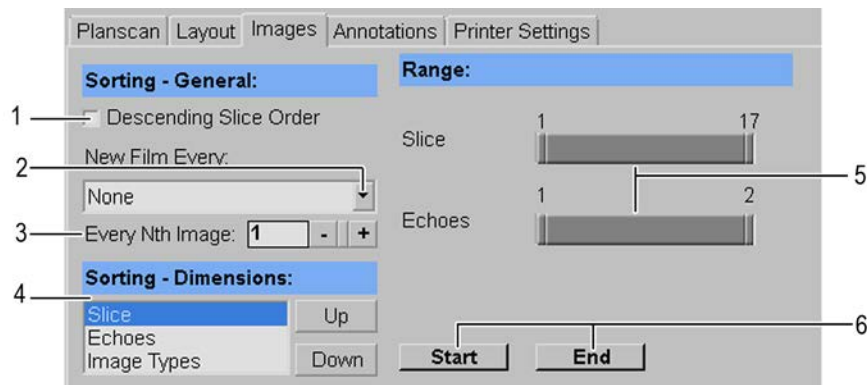 Planscan Layout Images Annotations Printer Settings
Sorting - General:
1 Descending Slice Order
2 New Film Every:
None
3 Every Nth Image: 1 - +
Sorting - Dimensions:
4 Slice
Echoes
Image Types
Up
Down
Range:
Slice 1 17
5
Echoes 1 2
Start End 6